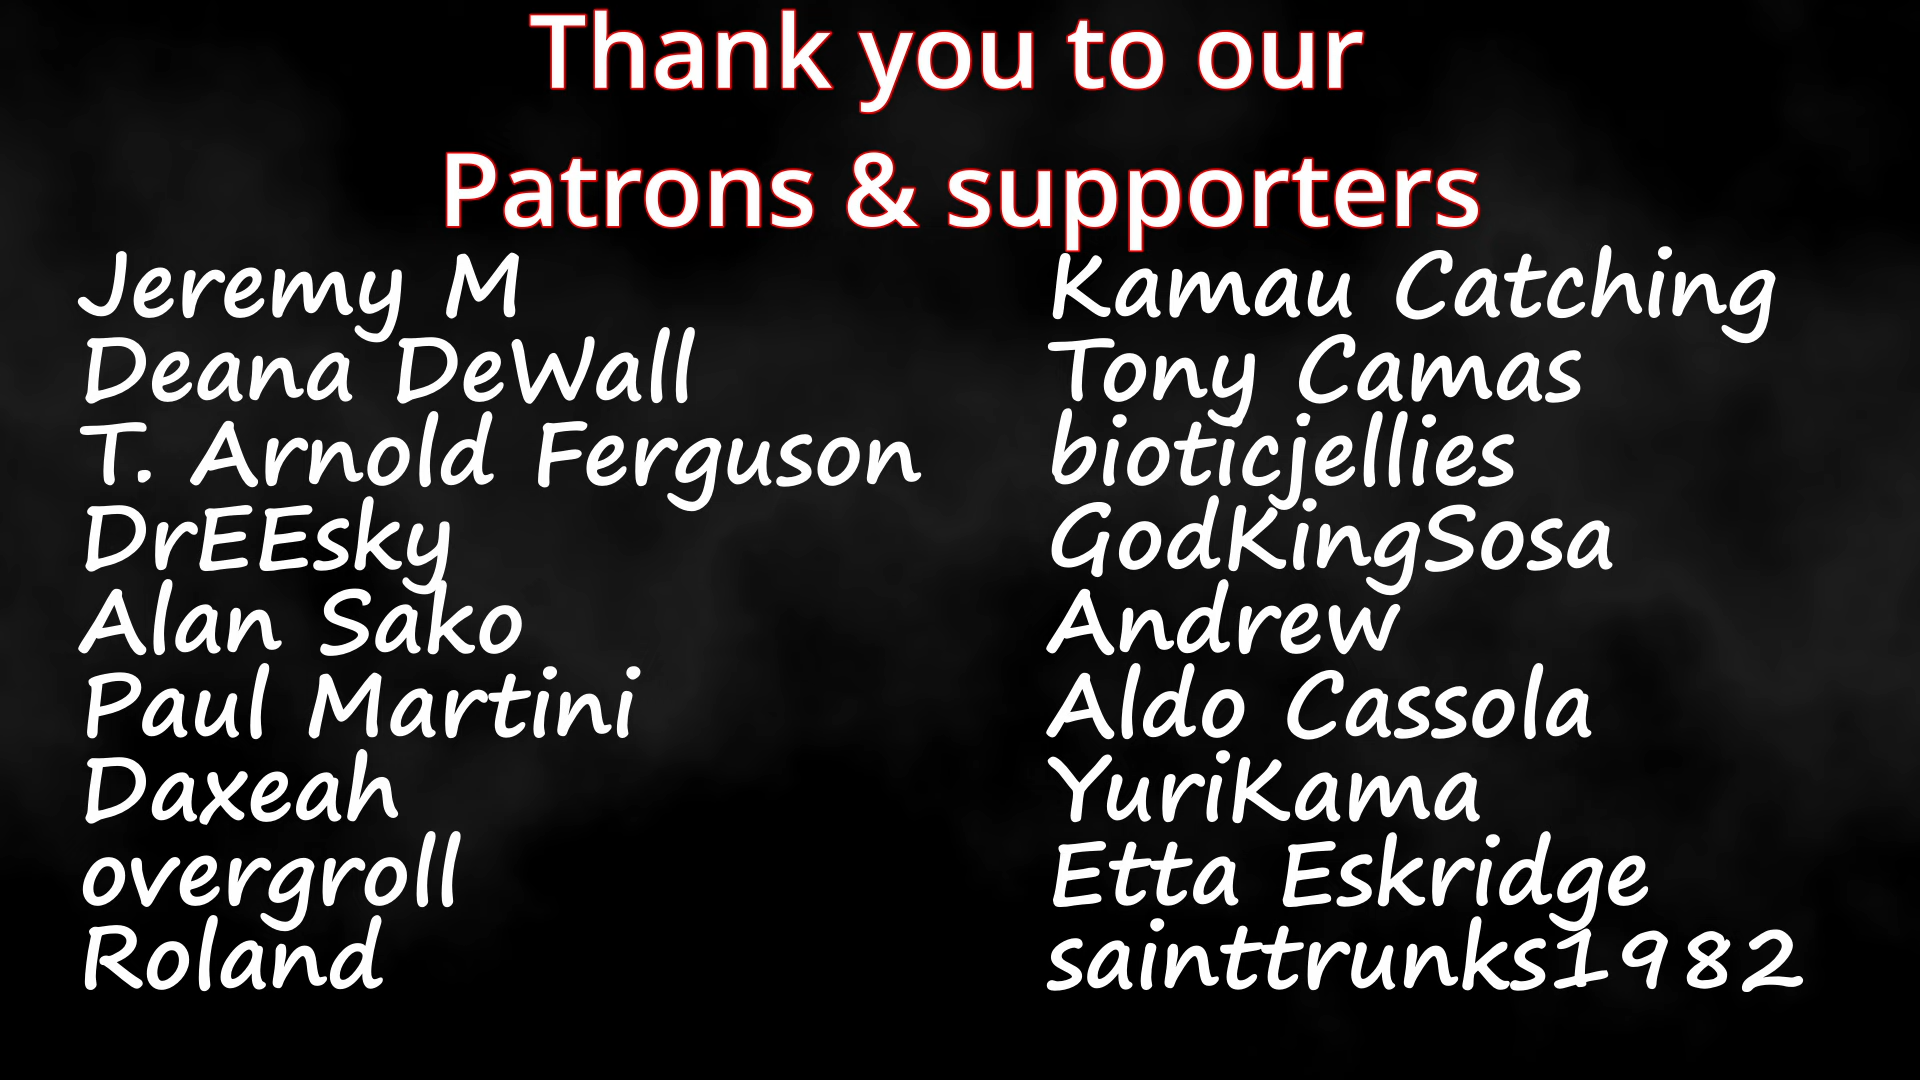 Thank you to our
Patrons & supporters
Jeremy M
Deana DeWall
T. Arnold Ferguson
DrEEsky
Alan Sako
Paul Martini
Daxeah
overgroll
Roland
Kamau Catching
Tony Camas
bioticjellies
GodKingSosa
Andrew
Aldo Cassola
YuriKama
Etta Eskridge
sainttrunks1982